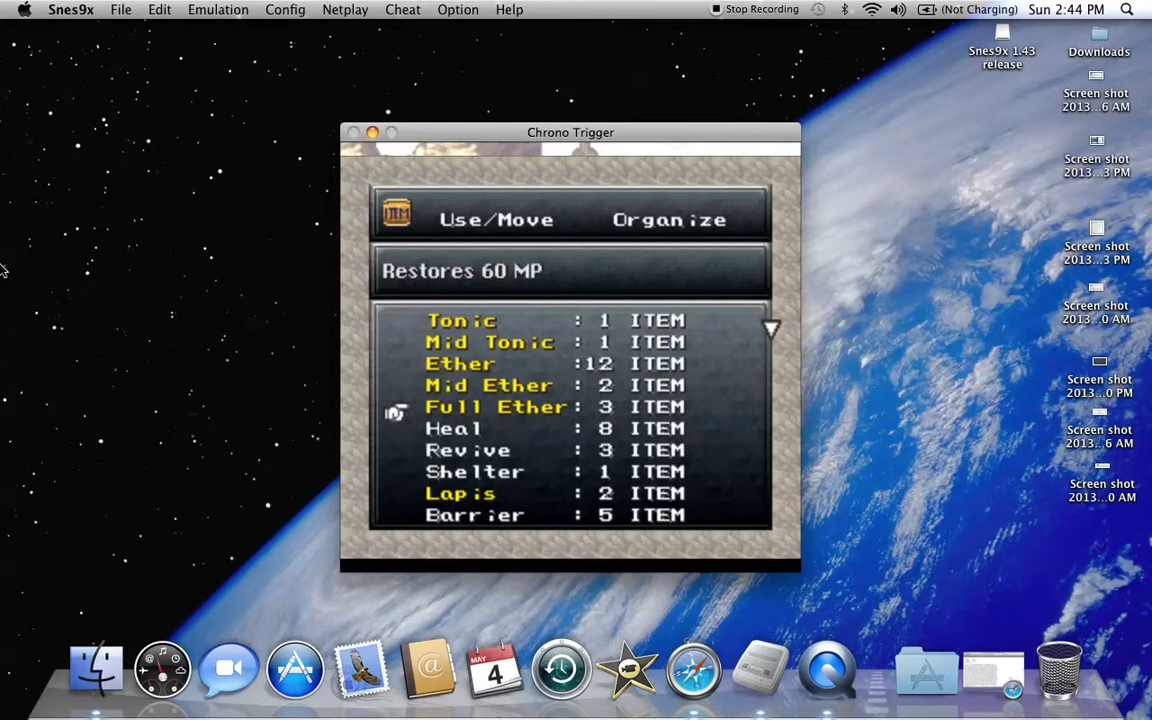 Snes9x File Edit Emulation Config Netplay Cheat Option Help Stop Recording (Not Charging) Sun 2:44 PM
Snes9x 1.43
release
Downloads
Screen shot
2013...6 AM
Screen shot
2013...3 PM
Screen shot
2013...3 PM
Screen shot
2013...0 AM
Screen shot
2013...0 PM
Screen shot
2013...6 AM
Screen shot
2013...0 AM
Chrono Trigger
ITEM Use/Move Organize
Restores 60 MP
Tonic : 1 ITEM
Mid Tonic : 1 ITEM
Ether :12 ITEM
Mid Ether : 2 ITEM
Full Ether : 3 ITEM
Heal : 8 ITEM
Revive : 3 ITEM
Shelter : 1 ITEM
Lapis : 2 ITEM
Barrier : 5 ITEM
MAY
4
@